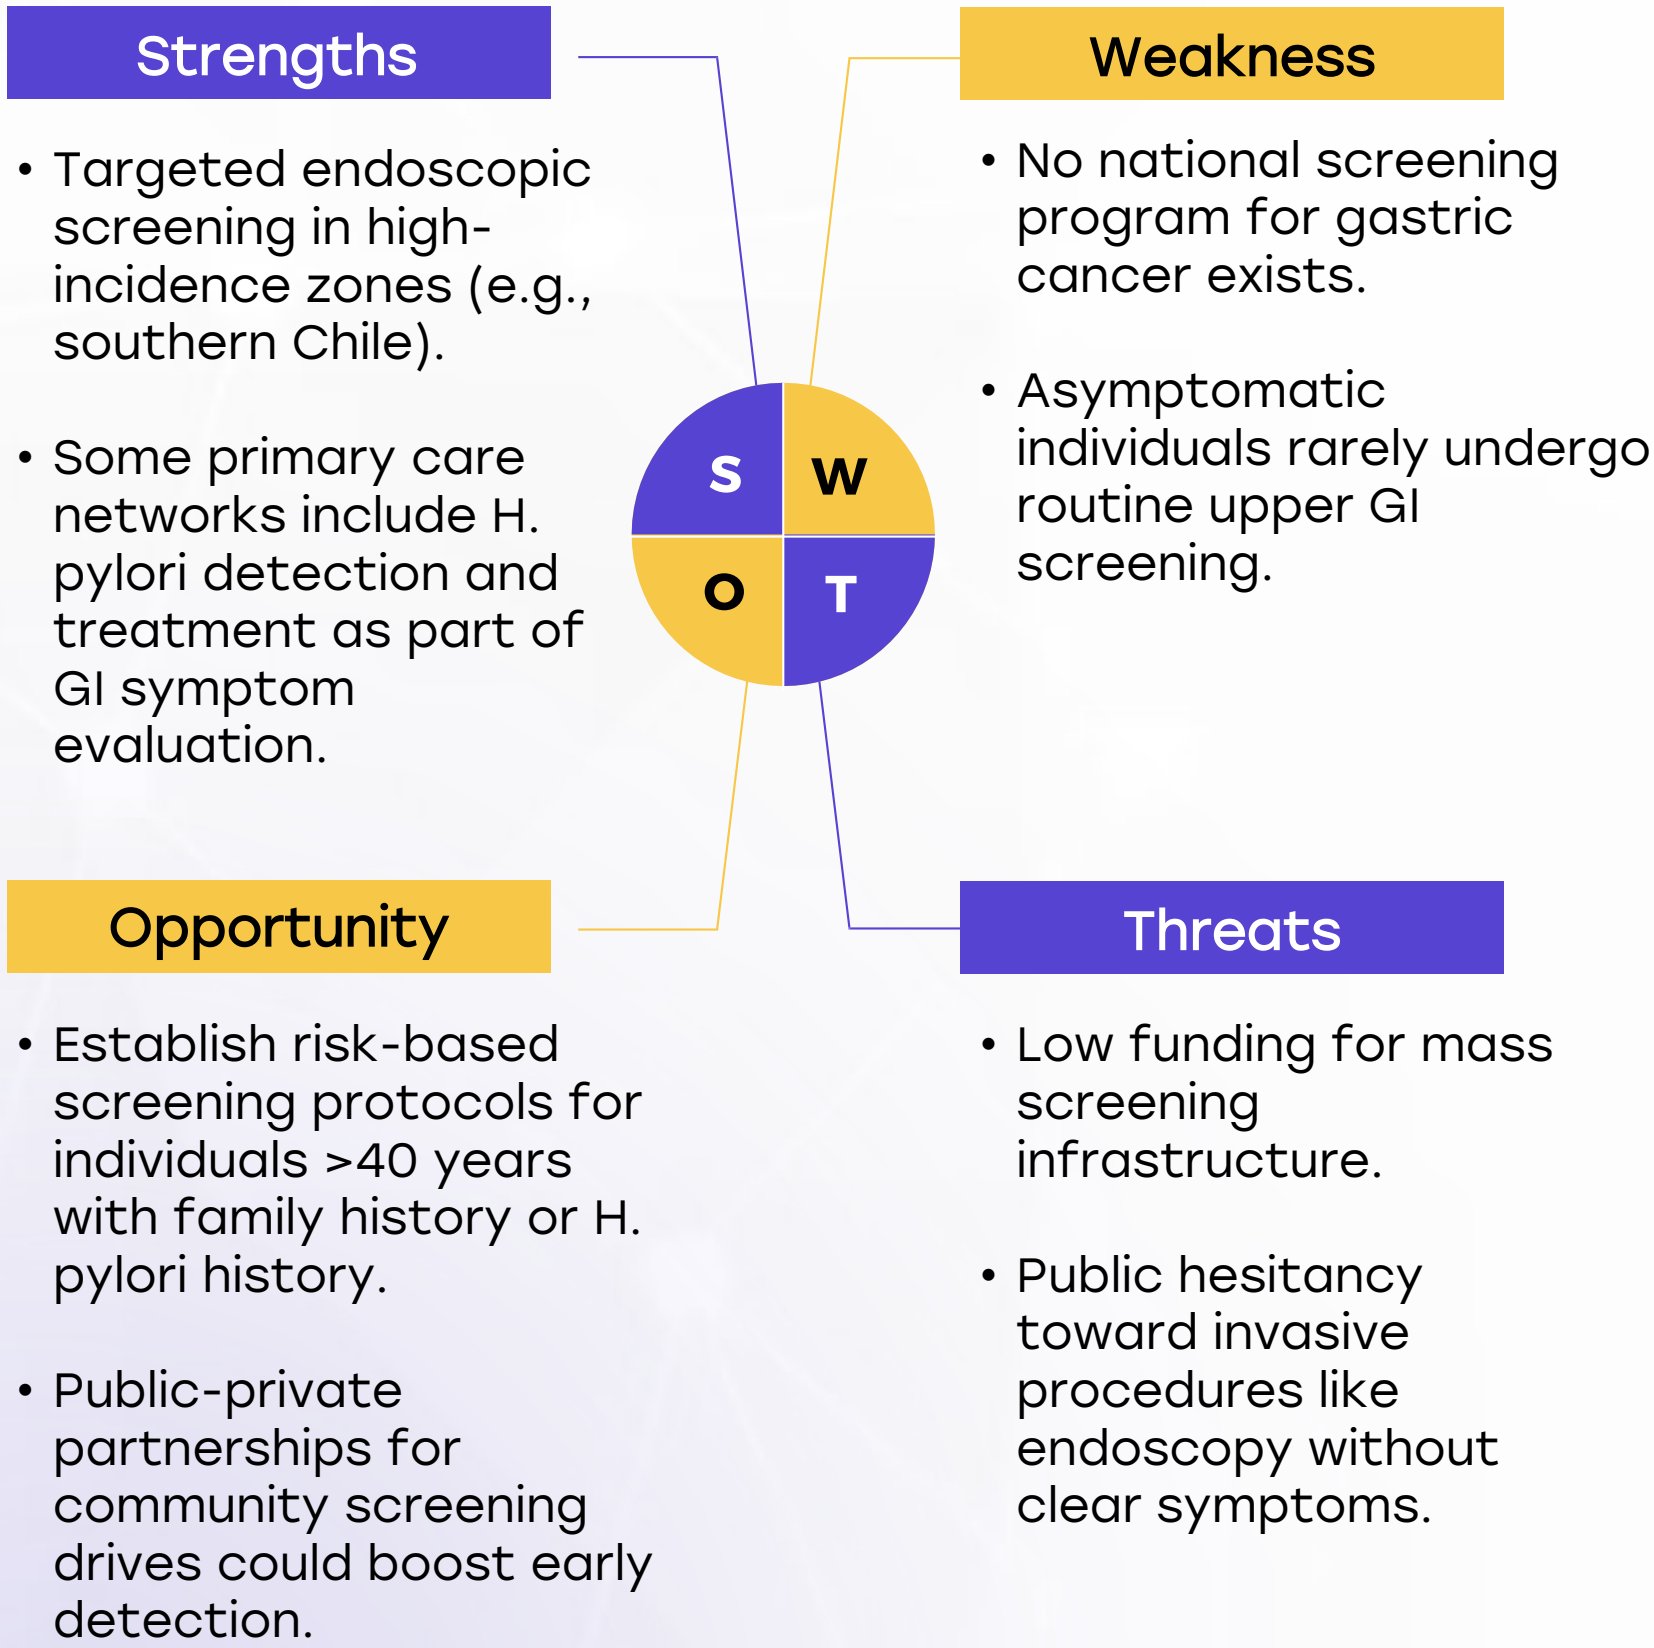 Strengths
• Targeted endoscopic
screening in high-
incidence zones (e.g.,
southern Chile).
• Some primary care
networks include H.
pylori detection and
treatment as part of
GI symptom
evaluation.
Weakness
• No national screening
program for gastric
cancer exists.
• Asymptomatic
individuals rarely undergo
routine upper GI
screening.
S
W
O
T
Opportunity
• Establish risk-based
screening protocols for
individuals >40 years
with family history or H.
pylori history.
• Public-private
partnerships for
community screening
drives could boost early
detection.
Threats
• Low funding for mass
screening
infrastructure.
• Public hesitancy
toward invasive
procedures like
endoscopy without
clear symptoms.